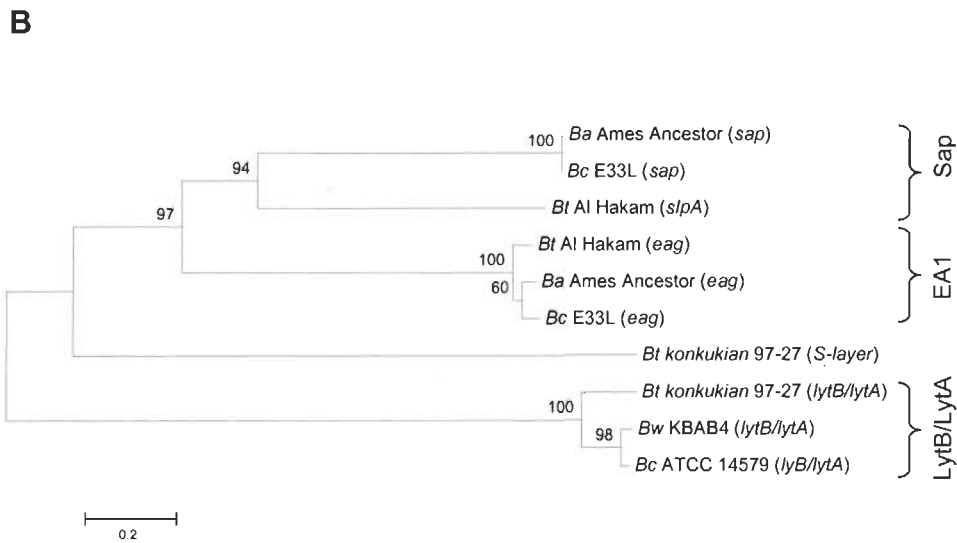 B
100
Ba Ames Ancestor (sap)
Bc E33L (sap)
94
Bt Al Hakam (slpA)
Sap
97
Bt Al Hakam (eag)
100
Ba Ames Ancestor (eag)
60
Bc E33L (eag)
EA1
Bt konkukian 97-27 (S-layer)
Bt konkukian 97-27 (lytB/lytA)
100
Bw KBAB4 (lytB/lytA)
98
Bc ATCC 14579 (lyB/lytA)
LytB/LytA
0.2